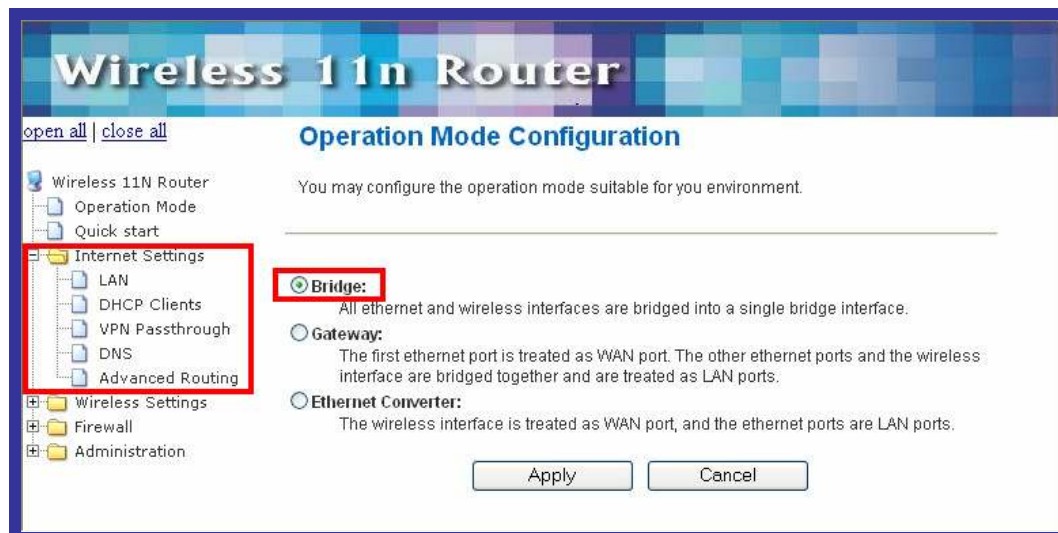 Wireless 11n Router
open all | close all
Wireless 11N Router
Operation Mode
Quick start
Internet Settings
LAN
DHCP Clients
VPN Passthrough
DNS
Advanced Routing
Wireless Settings
Firewall
Administration
Operation Mode Configuration
You may configure the operation mode suitable for you environment.
Bridge:
All ethernet and wireless interfaces are bridged into a single bridge interface.
Gateway:
The first ethernet port is treated as WAN port. The other ethernet ports and the wireless
interface are bridged together and are treated as LAN ports.
Ethernet Converter:
The wireless interface is treated as WAN port, and the ethernet ports are LAN ports.
Apply
Cancel